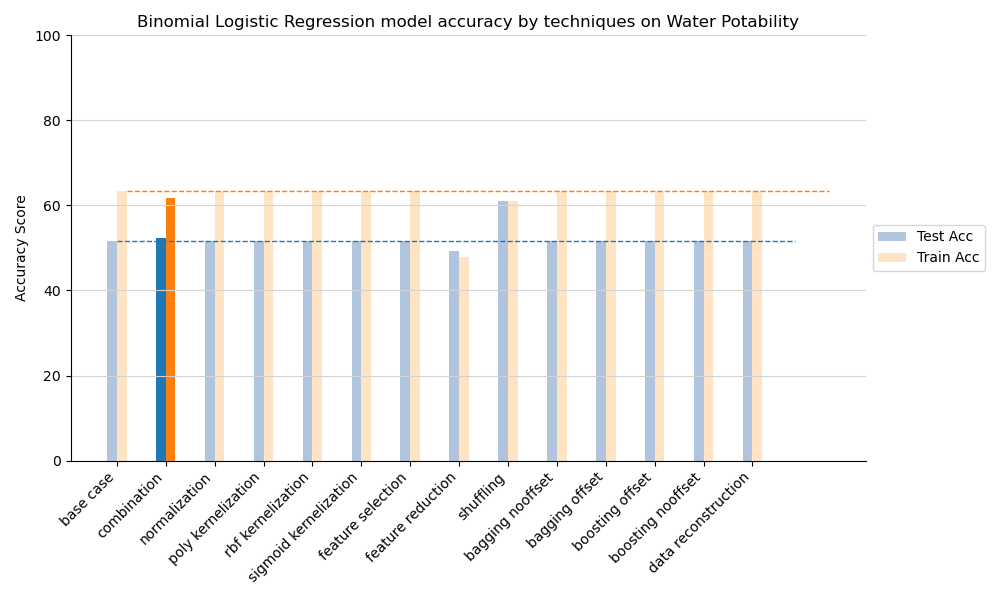 Binomial Logistic Regression model accuracy by techniques on Water Potability
Accuracy Score
100
80
60
40
20
0
base case
combination
normalization
poly kernelization
rbf kernelization
sigmoid kernelization
feature selection
feature reduction
shuffling
bagging nooffset
bagging offset
boosting offset
boosting nooffset
data reconstruction
Test Acc
Train Acc